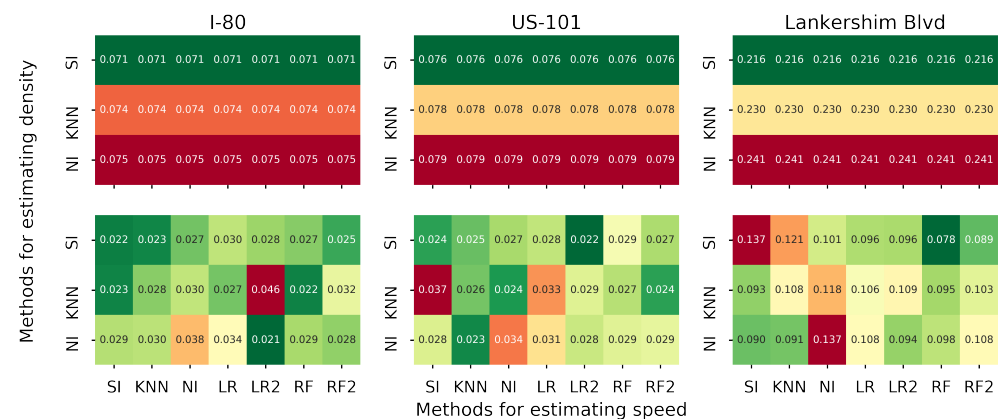 I-80 US-101 Lankershim Blvd
Methods for estimating density
SI 0.071 0.071 0.071 0.071 0.071 0.071 0.071 SI 0.076 0.076 0.076 0.076 0.076 0.076 0.076 SI 0.216 0.216 0.216 0.216 0.216 0.216 0.216
KNN 0.074 0.074 0.074 0.074 0.074 0.074 0.074 KNN 0.078 0.078 0.078 0.078 0.078 0.078 0.078 KNN 0.230 0.230 0.230 0.230 0.230 0.230 0.230
NI 0.075 0.075 0.075 0.075 0.075 0.075 0.075 NI 0.079 0.079 0.079 0.079 0.079 0.079 0.079 NI 0.241 0.241 0.241 0.241 0.241 0.241 0.241
SI 0.022 0.023 0.027 0.030 0.028 0.027 0.025 SI 0.024 0.025 0.027 0.028 0.022 0.029 0.027 SI 0.137 0.121 0.101 0.096 0.096 0.078 0.089
KNN 0.023 0.028 0.030 0.027 0.046 0.022 0.032 KNN 0.037 0.026 0.024 0.033 0.029 0.027 0.024 KNN 0.093 0.108 0.118 0.106 0.109 0.095 0.103
NI 0.029 0.030 0.038 0.034 0.021 0.029 0.028 NI 0.028 0.023 0.034 0.031 0.028 0.029 0.029 NI 0.090 0.091 0.137 0.108 0.094 0.098 0.108
SI KNN NI LR LR2 RF RF2 SI KNN NI LR LR2 RF RF2 SI KNN NI LR LR2 RF RF2
Methods for estimating speed